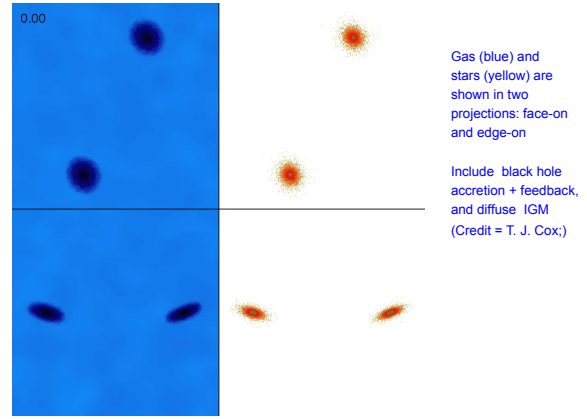 0.00
Gas (blue) and
stars (yellow) are
shown in two
projections: face-on
and edge-on
Include black hole
accretion + feedback,
and diffuse IGM
(Credit = T. J. Cox;)